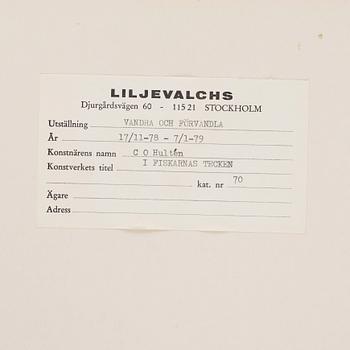 LILJEVALCHS
Djurgårdsvägen 60 - 115 21 STOCKHOLM
Utställning VANDRA OCH FÖRVANDLA
År 17/11-78 - 7/1-79
Konstnärens namn C O Hultén
Konstverkets titel I FISKARNAS TECKEN
kat. nr 70
Ägare
Adress